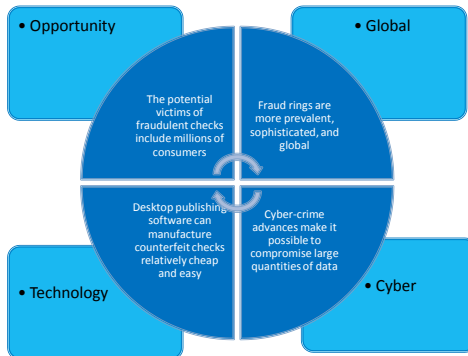 • Opportunity
• Global
The potential
victims of
fraudulent checks
include millions of
consumers
Fraud rings are
more prevalent,
sophisticated, and
global
Desktop publishing
software can
manufacture
counterfeit checks
relatively cheap
and easy
Cyber-crime
advances make it
possible to
compromise large
quantities of data
• Technology
• Cyber